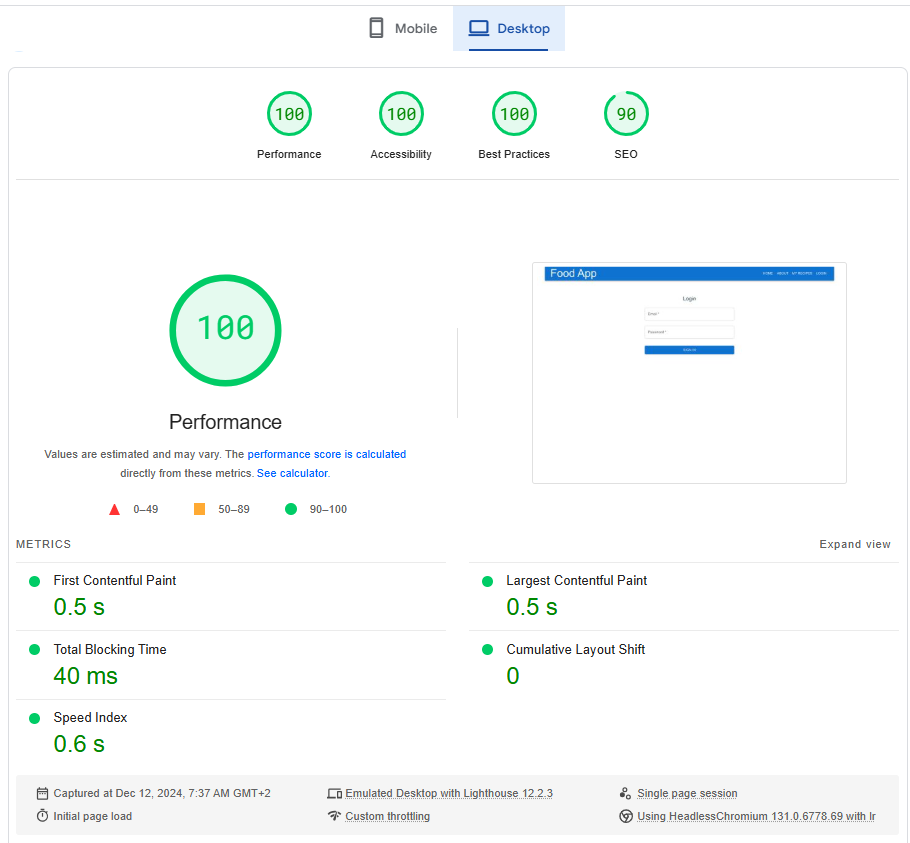 Mobile Desktop
100 100 100 90
Performance Accessibility Best Practices SEO
100
Performance
Values are estimated and may vary. The performance score is calculated
directly from these metrics. See calculator.
0–49 50–89 90–100
Food App HOME ABOUT MY RECIPES LOGIN
Login
Email *
Password *
SIGN IN
METRICS Expand view
First Contentful Paint
0.5 s
Largest Contentful Paint
0.5 s
Total Blocking Time
40 ms
Cumulative Layout Shift
0
Speed Index
0.6 s
Captured at Dec 12, 2024, 7:37 AM GMT+2
Emulated Desktop with Lighthouse 12.2.3
Single page session
Initial page load
Custom throttling
Using HeadlessChromium 131.0.6778.69 with lr